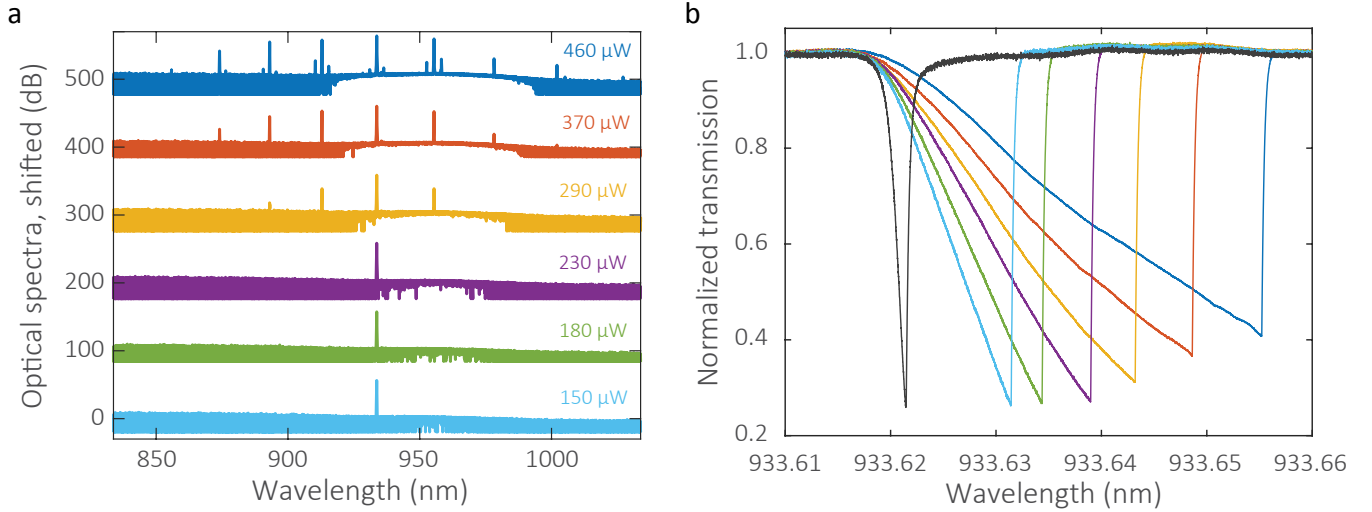 a
Optical spectra, shifted (dB)
500
400
300
200
100
0
460 µW
370 µW
290 µW
230 µW
180 µW
150 µW
850
900
950
1000
Wavelength (nm)
b
Normalized transmission
1.0
0.8
0.6
0.4
0.2
933.61
933.62
933.63
933.64
933.65
933.66
Wavelength (nm)